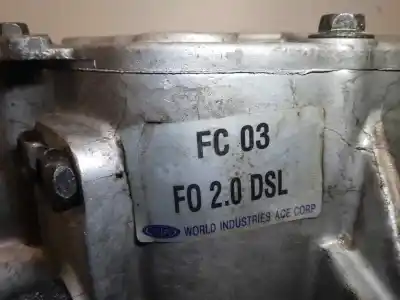 FC 03
FO 2.0 DSL
WORLD INDUSTRIES ACE CORP